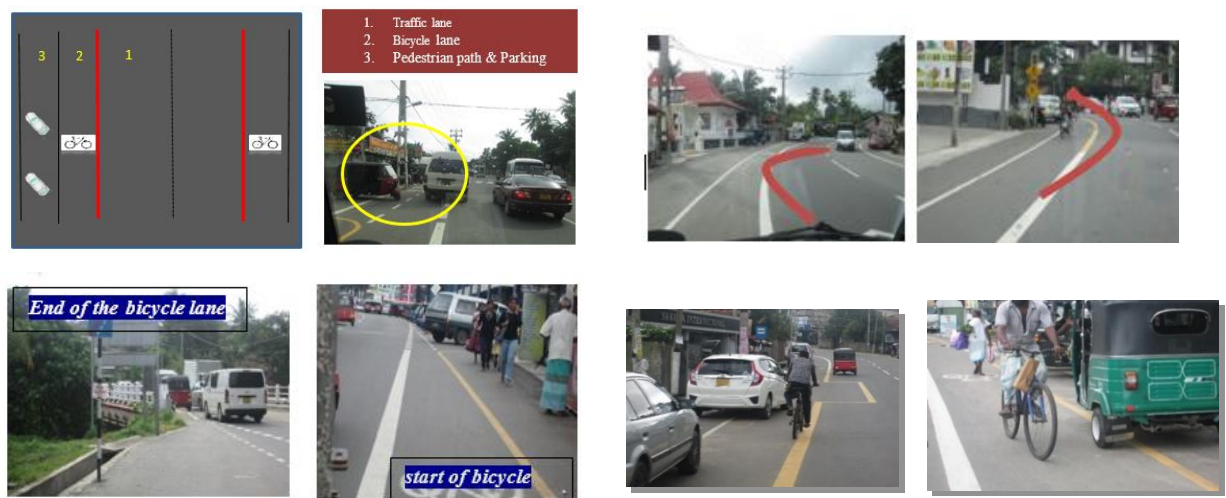 3 2 1
1. Traffic lane
2. Bicycle lane
3. Pedestrian path & Parking
End of the bicycle lane
start of bicycle